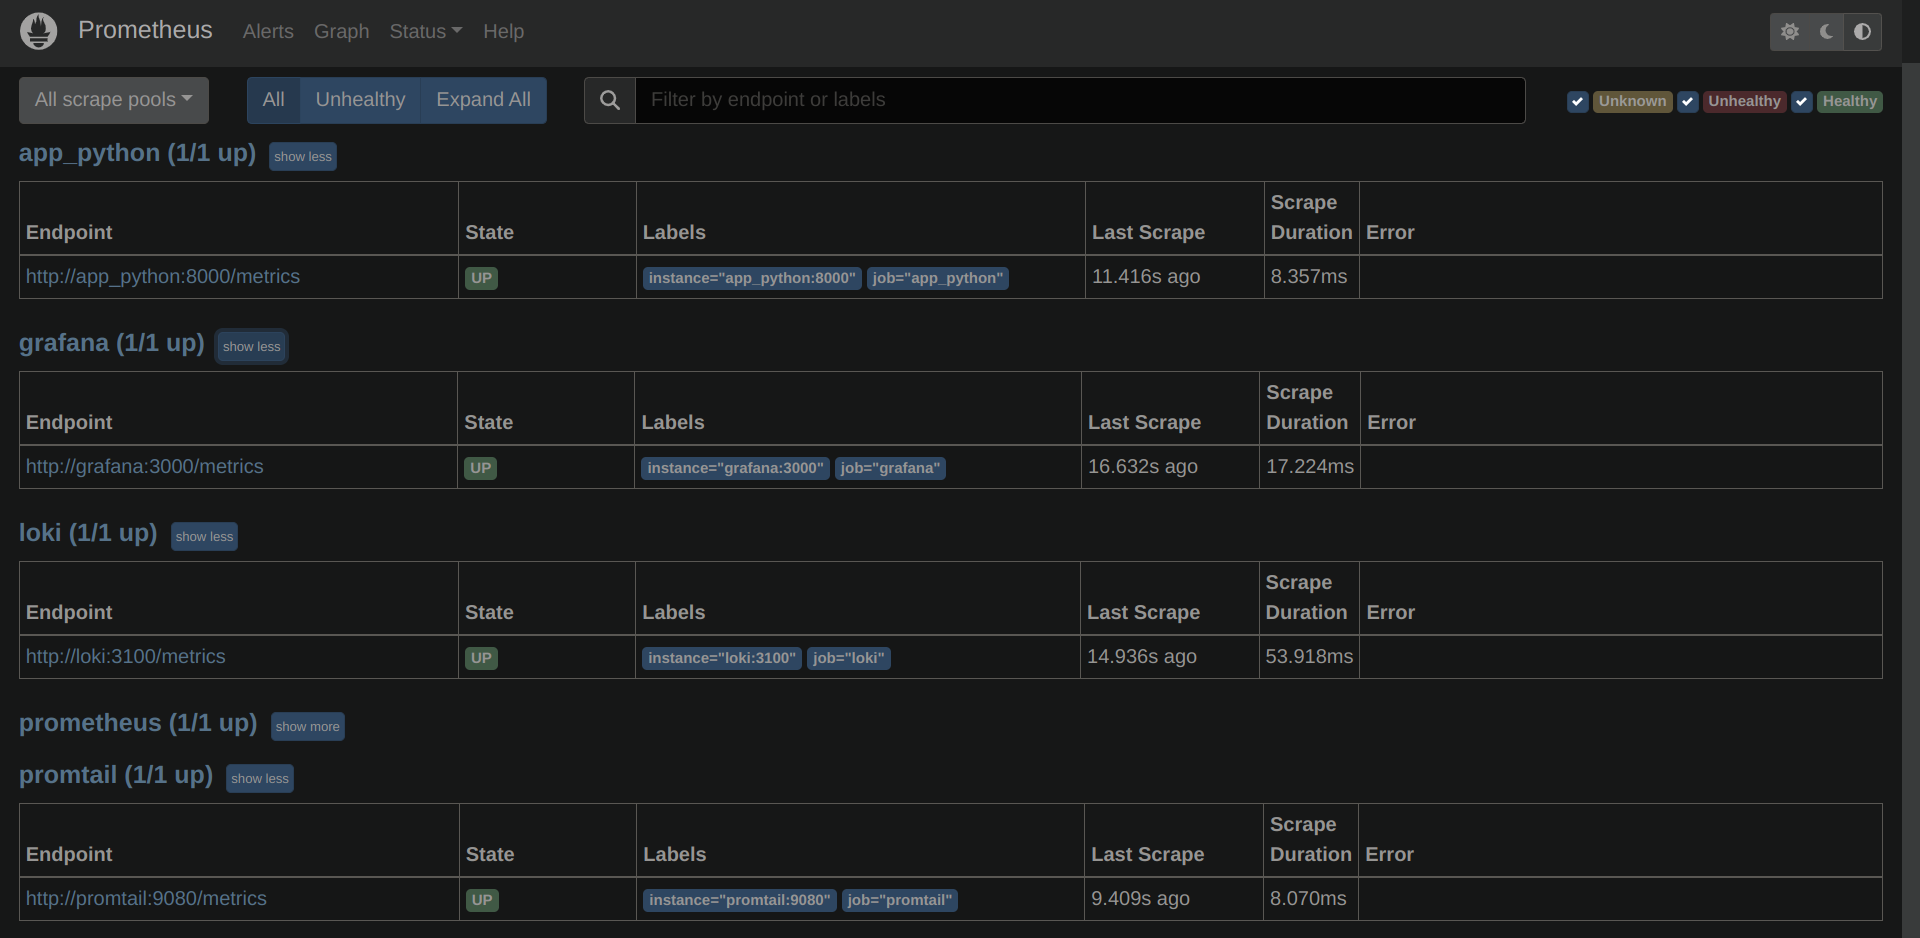 Prometheus Alerts Graph Status Help
All scrape pools All Unhealthy Expand All Filter by endpoint or labels Unknown Unhealthy Healthy
app_python (1/1 up) show less
Endpoint State Labels Last Scrape Scrape Duration Error
http://app_python:8000/metrics UP instance="app_python:8000" job="app_python" 11.416s ago 8.357ms
grafana (1/1 up) show less
Endpoint State Labels Last Scrape Scrape Duration Error
http://grafana:3000/metrics UP instance="grafana:3000" job="grafana" 16.632s ago 17.224ms
loki (1/1 up) show less
Endpoint State Labels Last Scrape Scrape Duration Error
http://loki:3100/metrics UP instance="loki:3100" job="loki" 14.936s ago 53.918ms
prometheus (1/1 up) show more
promtail (1/1 up) show less
Endpoint State Labels Last Scrape Scrape Duration Error
http://promtail:9080/metrics UP instance="promtail:9080" job="promtail" 9.409s ago 8.070ms